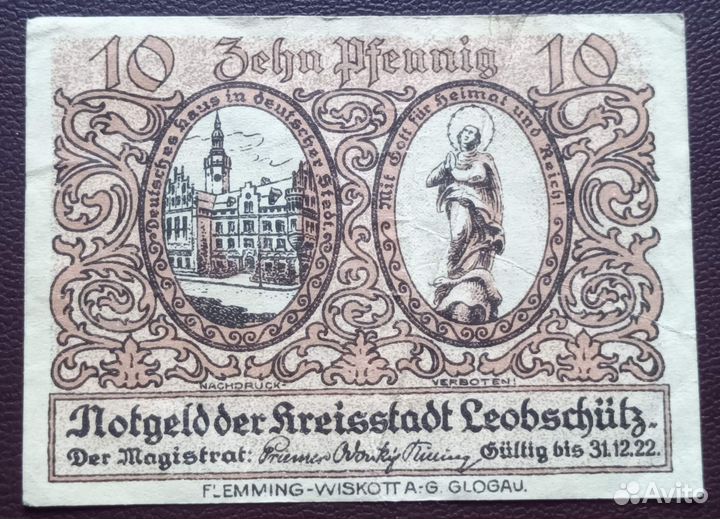 10 Zehn Pfennig 10
Deutsches Haus in deutscher Stadt.
Mit Gott für Heimat und Reich!
NACHDRUCK- VERBOTEN!
Notgeld der Kreisstadt Leobschütz.
Der Magistrat: Priemer Gültig bis 31.12.22.
FLEMMING-WISKOTT A.-G. GLOGAU.
Avito